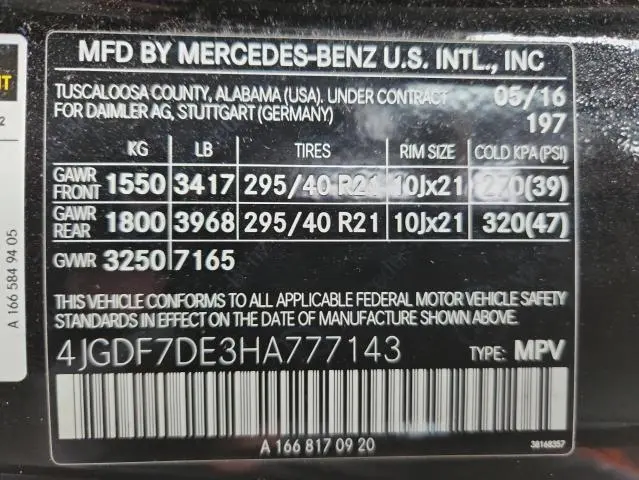 MFD BY MERCEDES-BENZ U.S. INTL., INC
TUSCALOOSA COUNTY, ALABAMA (USA). UNDER CONTRACT 05/16
FOR DAIMLER AG, STUTTGART (GERMANY) 197
KG LB TIRES RIM SIZE COLD KPA(PSI)
GAWR FRONT 1550 3417 295/40 R21 10Jx21 270(39)
GAWR REAR 1800 3968 295/40 R21 10Jx21 320(47)
GVWR 3250 7165
THIS VEHICLE CONFORMS TO ALL APPLICABLE FEDERAL MOTOR VEHICLE SAFETY
STANDARDS IN EFFECT ON THE DATE OF MANUFACTURE SHOWN ABOVE.
4JGDF7DE3HA777143 TYPE: MPV
A 166 817 09 20
38168357
A 166 584 94 05